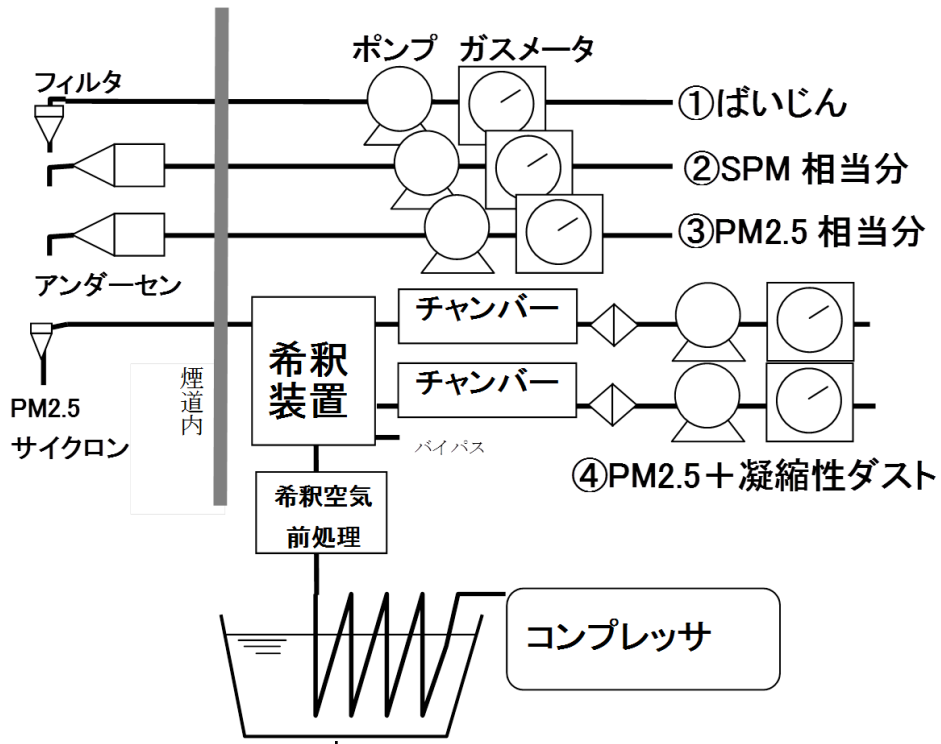 ポンプ ガスメータ
フィルタ
①ばいじん
②SPM 相当分
③PM2.5 相当分
アンダーセン
チャンバー
希釈
装置
チャンバー
煙道内
PM2.5
サイクロン
バイパス
④PM2.5＋凝縮性ダスト
希釈空気
前処理
コンプレッサ